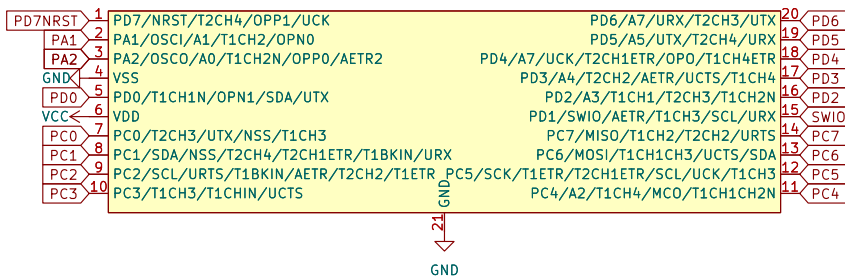 PD7NRST 1 PD7/NRST/T2CH4/OPP1/UCK PD6/A7/URX/T2CH3/UTX 20 PD6
PA1 2 PA1/OSCI/A1/T1CH2/OPN0 PD5/A5/UTX/T2CH4/URX 19 PD5
PA2 3 PA2/OSCO/A0/T1CH2N/OPP0/AETR2 PD4/A7/UCK/T2CH1ETR/OPO/T1CH4ETR 18 PD4
GND 4 VSS PD3/A4/T2CH2/AETR/UCTS/T1CH4 17 PD3
PD0 5 PD0/T1CH1N/OPN1/SDA/UTX PD2/A3/T1CH1/T2CH3/T1CH2N 16 PD2
VCC 6 VDD PD1/SWIO/AETR/T1CH3/SCL/URX 15 SWIO
PC0 7 PC0/T2CH3/UTX/NSS/T1CH3 PC7/MISO/T1CH2/T2CH2/URTS 14 PC7
PC1 8 PC1/SDA/NSS/T2CH4/T2CH1ETR/T1BKIN/URX PC6/MOSI/T1CH1CH3/UCTS/SDA 13 PC6
PC2 9 PC2/SCL/URTS/T1BKIN/AETR/T2CH2/T1ETR PC5/SCK/T1ETR/T2CH1ETR/SCL/UCK/T1CH3 12 PC5
PC3 10 PC3/T1CH3/T1CHIN/UCTS PC4/A2/T1CH4/MCO/T1CH1CH2N 11 PC4
GND
21
GND